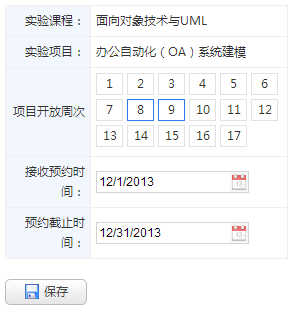 实验课程： 面向对象技术与UML
实验项目： 办公自动化（OA）系统建模
项目开放周次
1 2 3 4 5 6
7 8 9 10 11 12
13 14 15 16 17
接收预约时
间：
12/1/2013
预约截止时
间：
12/31/2013
保存